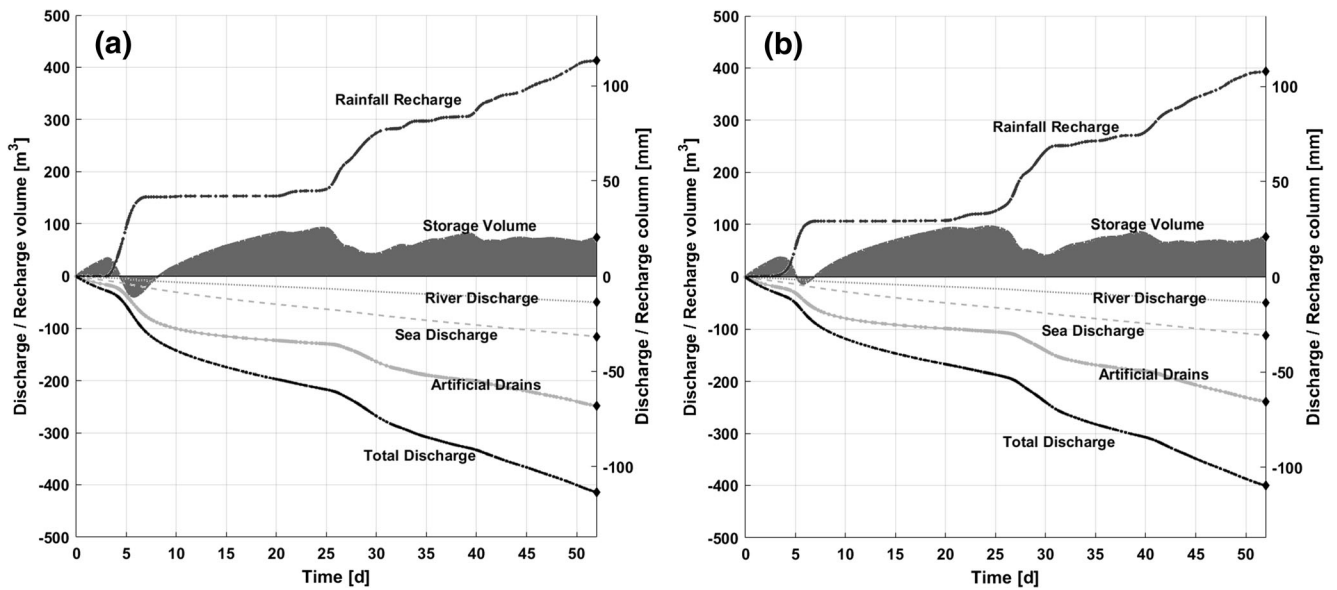 (a)
Discharge / Recharge volume [m³]
500
400
300
200
100
0
-100
-200
-300
-400
-500
Rainfall Recharge
Storage Volume
River Discharge
Sea Discharge
Artificial Drains
Total Discharge
100
50
0
-50
-100
Discharge / Recharge column [mm]
0 5 10 15 20 25 30 35 40 45 50
Time [d]
(b)
Discharge / Recharge volume [m³]
500
400
300
200
100
0
-100
-200
-300
-400
-500
Rainfall Recharge
Storage Volume
River Discharge
Sea Discharge
Artificial Drains
Total Discharge
100
50
0
-50
-100
Discharge / Recharge column [mm]
0 5 10 15 20 25 30 35 40 45 50
Time [d]